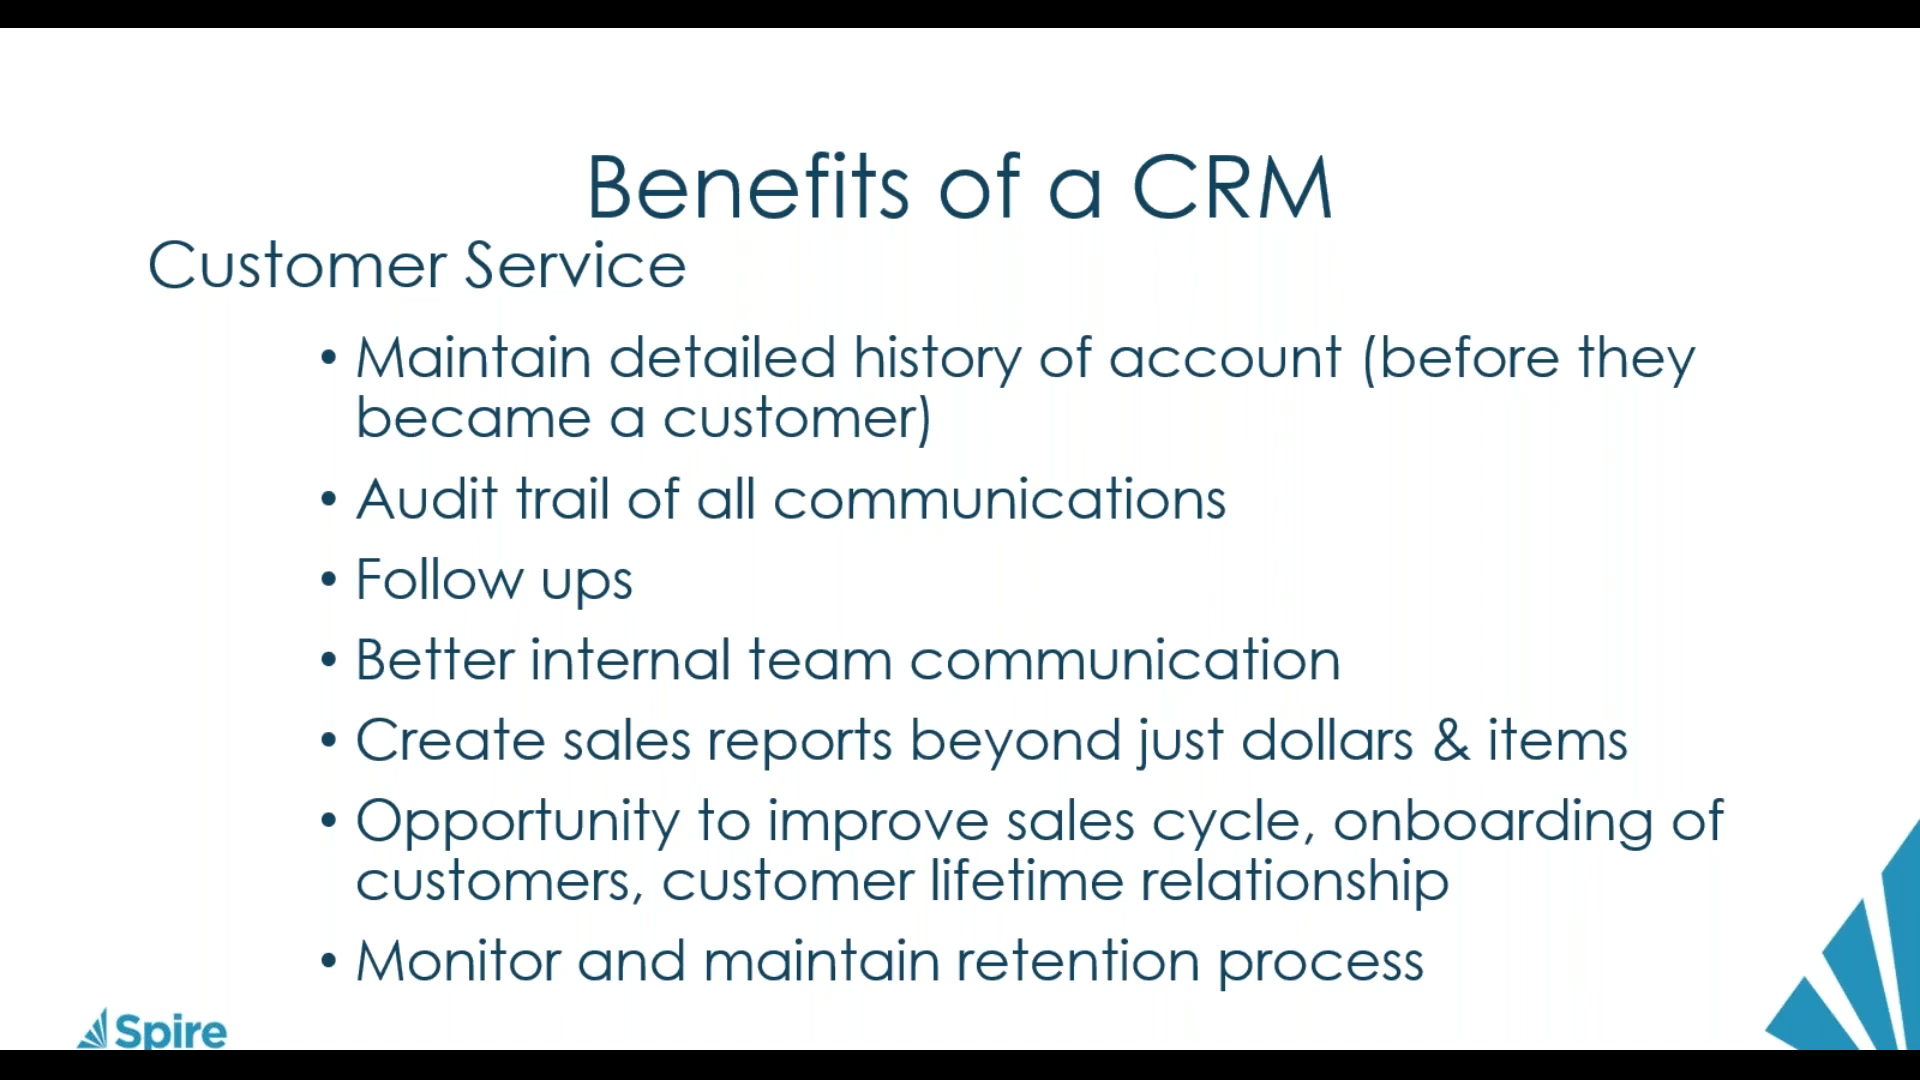 Benefits of a CRM
Customer Service
• Maintain detailed history of account (before they
became a customer)
• Audit trail of all communications
• Follow ups
• Better internal team communication
• Create sales reports beyond just dollars & items
• Opportunity to improve sales cycle, onboarding of
customers, customer lifetime relationship
• Monitor and maintain retention process
Spire